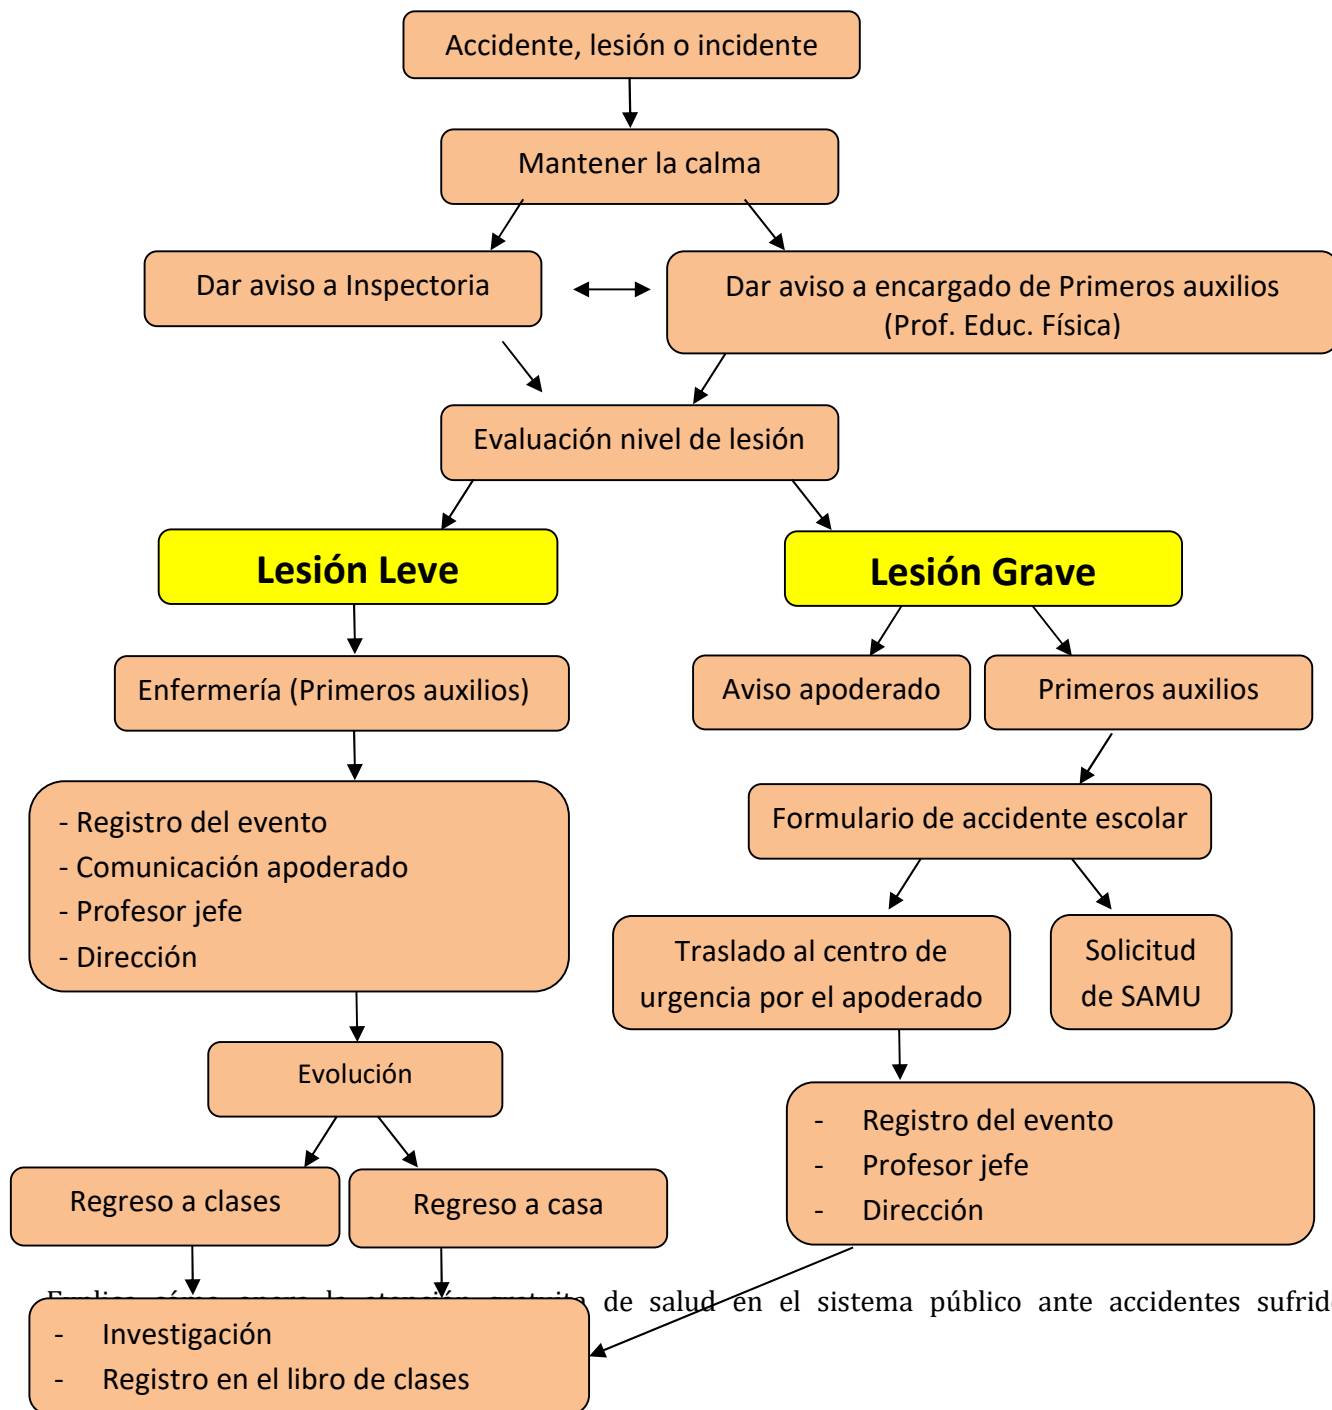 Accidente, lesión o incidente
Mantener la calma
Dar aviso a Inspectoria
Dar aviso a encargado de Primeros auxilios
(Prof. Educ. Física)
Evaluación nivel de lesión
Lesión Leve
Lesión Grave
Enfermería (Primeros auxilios)
Aviso apoderado
Primeros auxilios
- Registro del evento
- Comunicación apoderado
- Profesor jefe
- Dirección
Formulario de accidente escolar
Traslado al centro de
urgencia por el apoderado
Solicitud
de SAMU
Evolución
- Registro del evento
- Profesor jefe
- Dirección
Regreso a clases
Regreso a casa
de salud en el sistema público ante accidentes
- Investigación
- Registro en el libro de clases